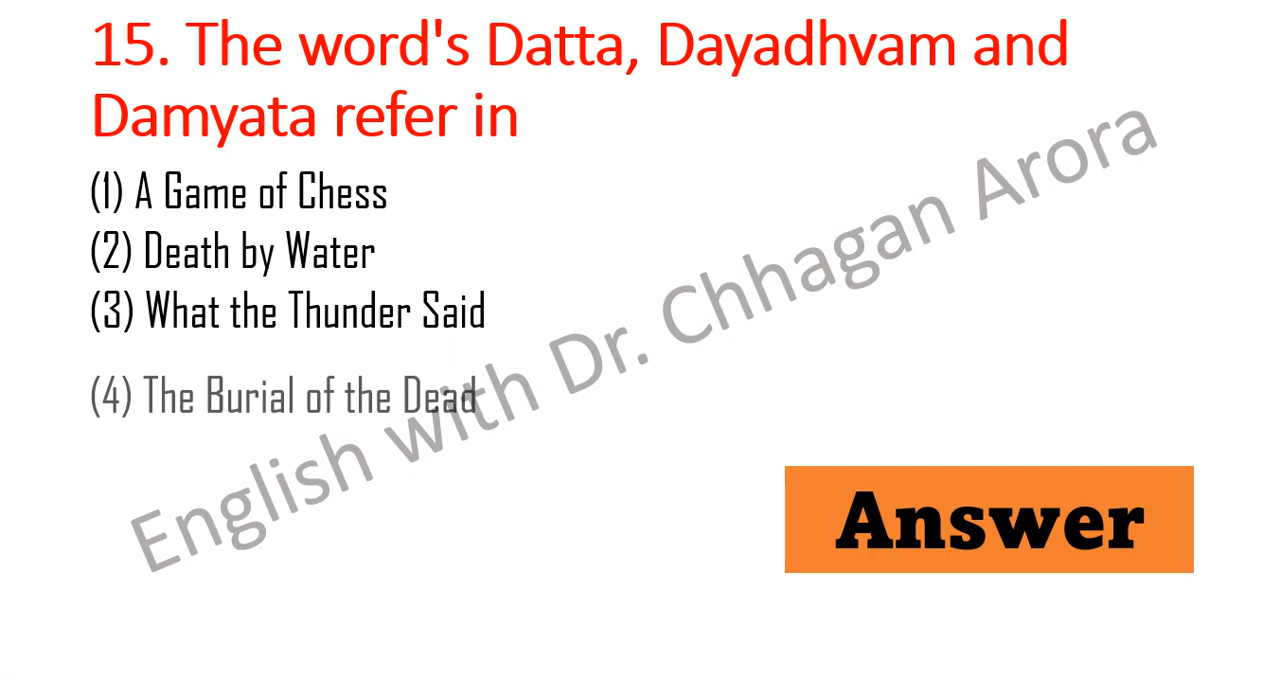 15. The word's Datta, Dayadhvam and
Damyata refer in
(1) A Game of Chess
(2) Death by Water
(3) What the Thunder Said
(4) The Burial of the Dead
English with Dr. Chhagan Arora
Answer